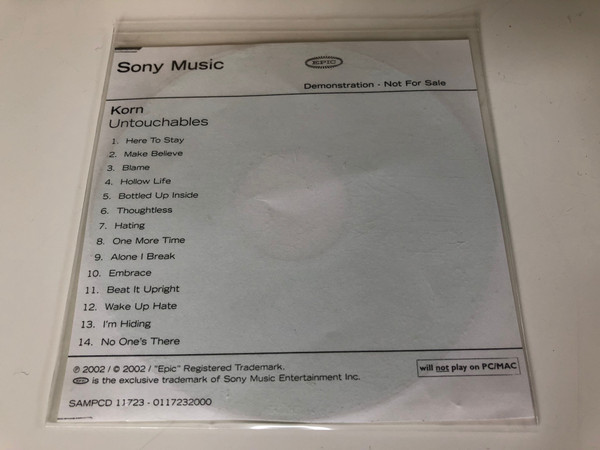 Sony Music
EPIC
Demonstration - Not For Sale
Korn
Untouchables
1. Here To Stay
2. Make Believe
3. Blame
4. Hollow Life
5. Bottled Up Inside
6. Thoughtless
7. Hating
8. One More Time
9. Alone I Break
10. Embrace
11. Beat It Upright
12. Wake Up Hate
13. I'm Hiding
14. No One's There
℗ 2002 / © 2002 / "Epic" Registered Trademark.
EPIC is the exclusive trademark of Sony Music Entertainment Inc.
will not play on PC/MAC
SAMPCD 11723 - 0117232000